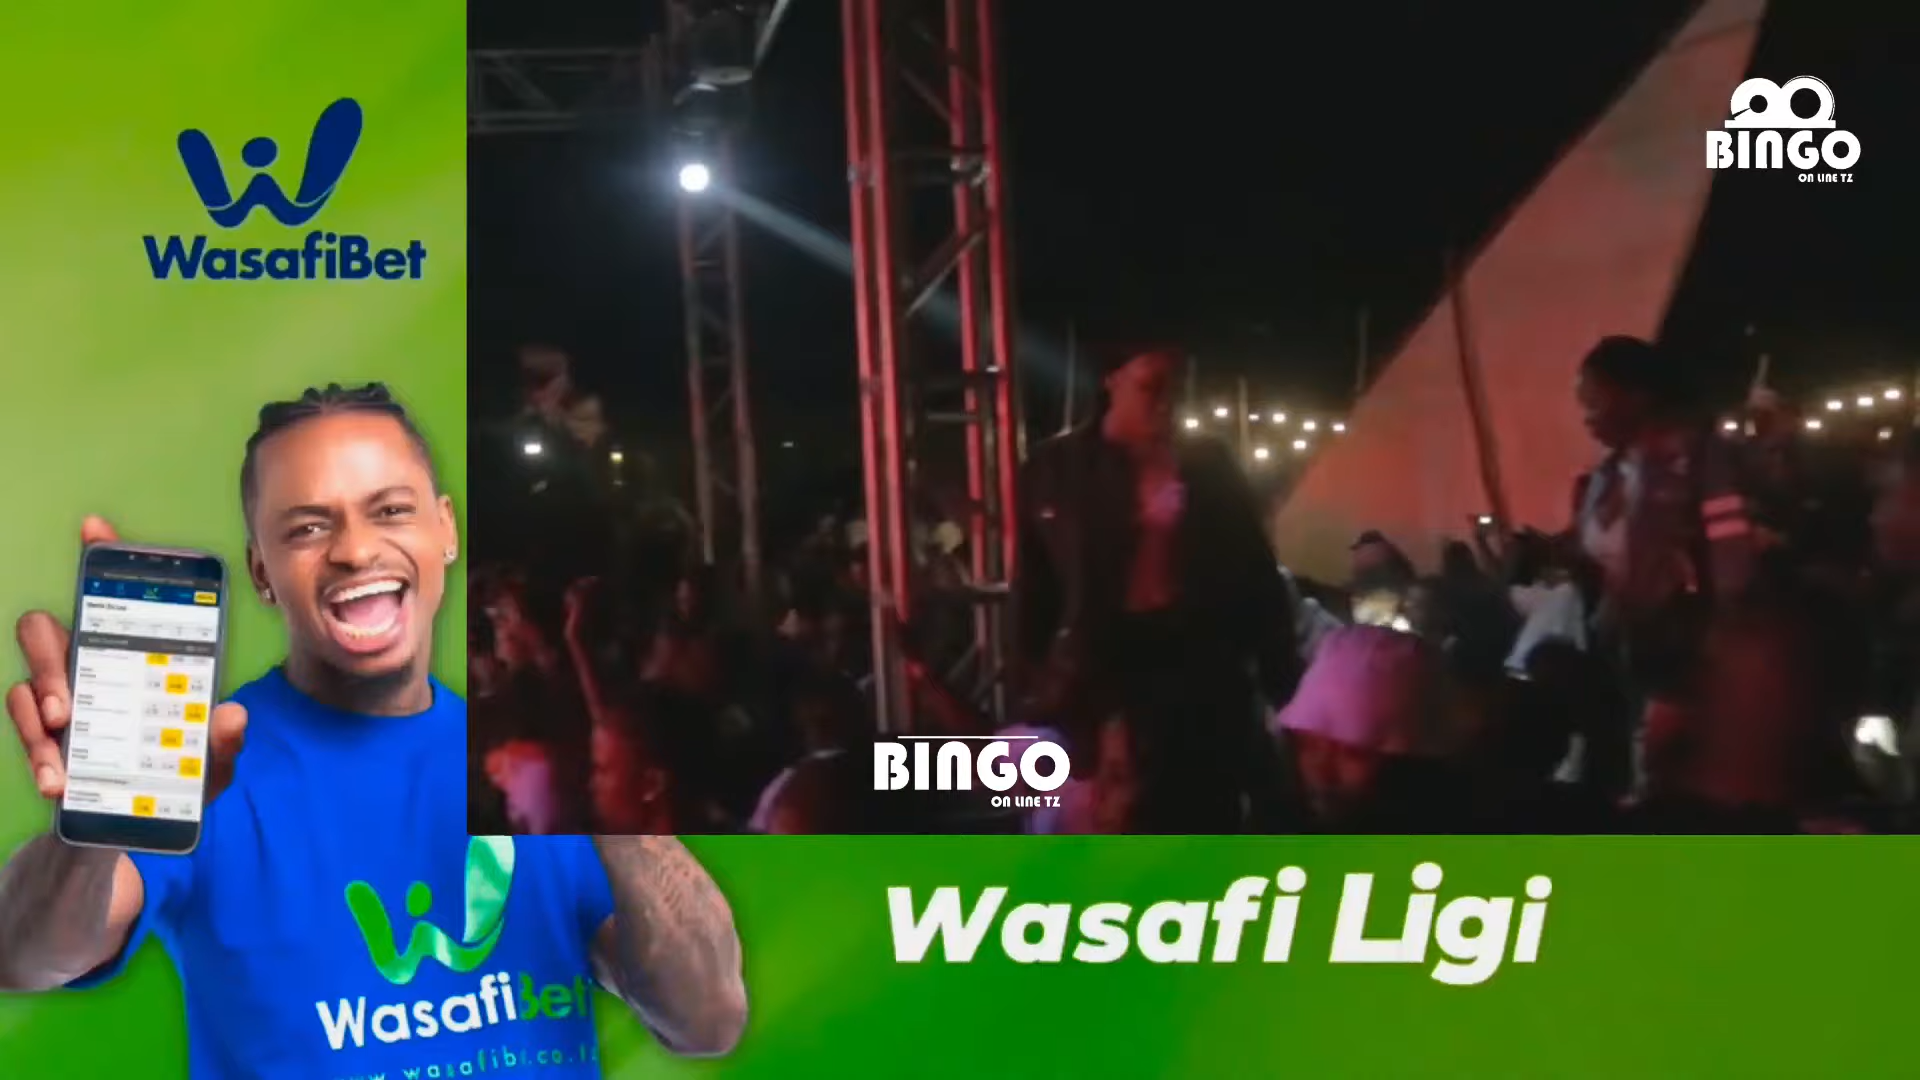 WasafiBet
BINGO
ON LINE TZ
BINGO
ON LINE TZ
Wasafi Ligi
WasafiBet